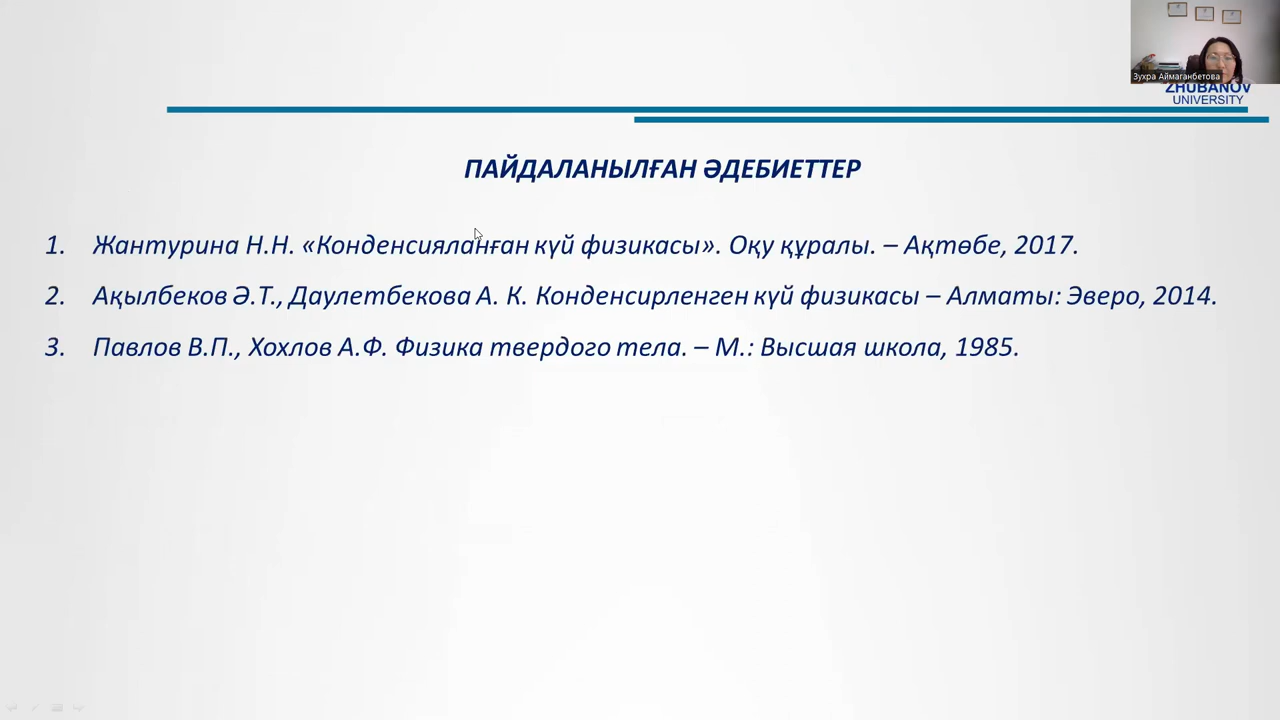 Зухра Аймаганбетова
ZHUBANOV
UNIVERSITY
ПАЙДАЛАНЫЛҒАН ӘДЕБИЕТТЕР
1. Жантурина Н.Н. «Конденсияланған күй физикасы». Оқу құралы. – Ақтөбе, 2017.
2. Ақылбеков Ә.Т., Даулетбекова А. К. Конденсирленген күй физикасы – Алматы: Эверо, 2014.
3. Павлов В.П., Хохлов А.Ф. Физика твердого тела. – М.: Высшая школа, 1985.